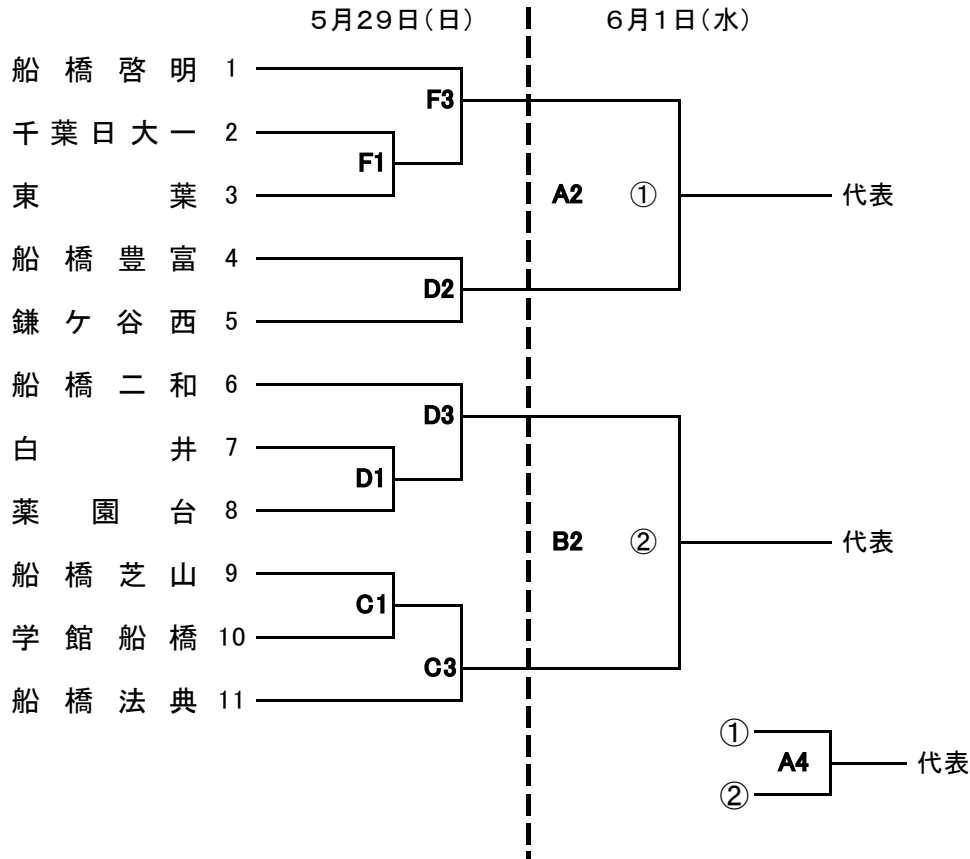 5月29日(日) 6月1日(水)
船橋啓明 1
F3
千葉日大一 2
F1
東葉 3
A2 ① 代表
船橋豊富 4
D2
鎌ケ谷西 5
船橋二和 6
D3
白井 7
D1
薬園台 8
B2 ② 代表
船橋芝山 9
C1
学館船橋 10
C3
船橋法典 11
①
A4 代表
②